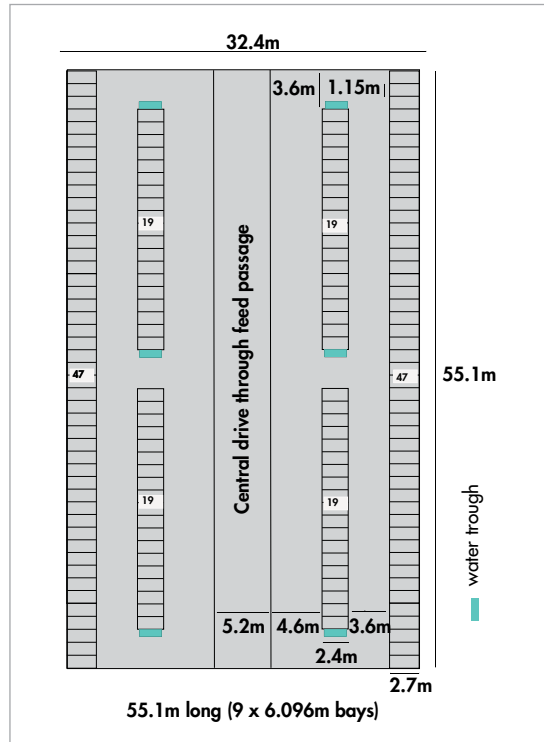 32.4m
3.6m 1.15m
19 19
Central drive through feed passage
47 47
55.1m
19 19
water trough
5.2m 4.6m 3.6m
2.4m
2.7m
55.1m long (9 x 6.096m bays)